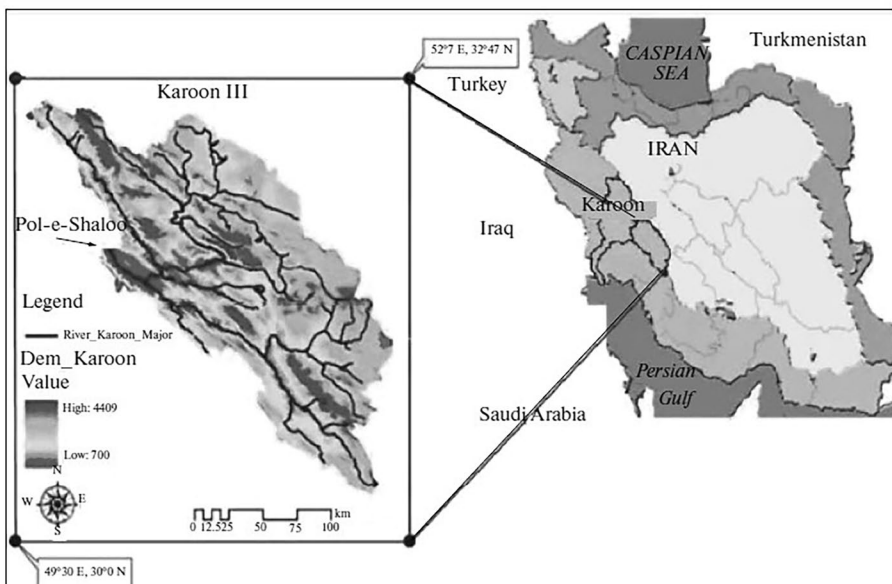 52°7 E, 32°47 N
Karoon III
Pol-e-Shaloo
Legend
River_Karoon_Major
Dem_Karoon
Value
High: 4409
Low: 700
N
W
E
S
0 12.525 50 75 100
km
49°30 E, 30°0 N
CASPIAN
SEA
Turkmenistan
Turkey
IRAN
Karoon
Iraq
Persian
Gulf
Saudi Arabia